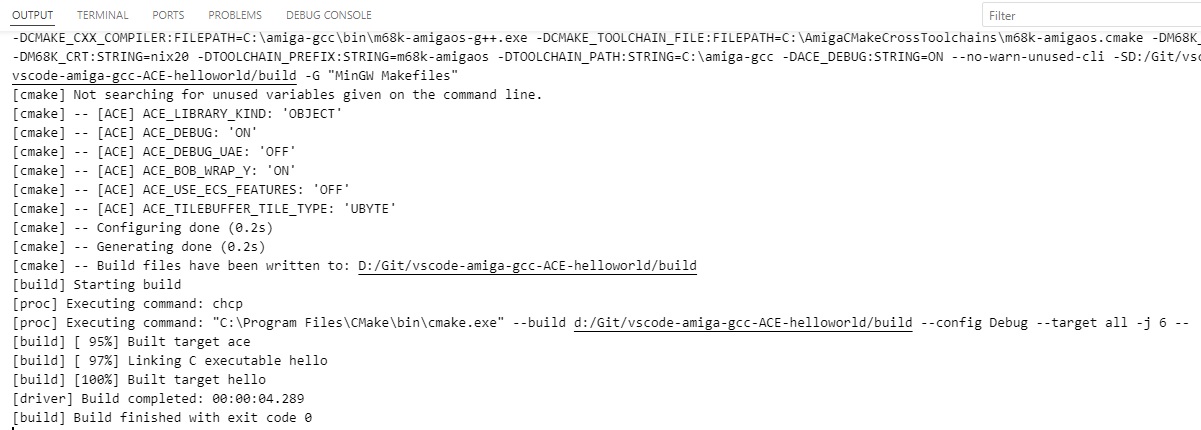 OUTPUT TERMINAL PORTS PROBLEMS DEBUG CONSOLE Filter
-DCMAKE_CXX_COMPILER:FILEPATH=C:\amiga-gcc\bin\m68k-amigaos-g++.exe -DCMAKE_TOOLCHAIN_FILE:FILEPATH=C:\AmigaCMakeCrossToolchains\m68k-amigaos.cmake -DM68K_
-DM68K_CRT:STRING=nix20 -DTOOLCHAIN_PREFIX:STRING=m68k-amigaos -DTOOLCHAIN_PATH:STRING=C:\amiga-gcc -DACE_DEBUG:STRING=ON --no-warn-unused-cli -SD:/Git/vsc
vscode-amiga-gcc-ACE-helloworld/build -G "MinGW Makefiles"
[cmake] Not searching for unused variables given on the command line.
[cmake] -- [ACE] ACE_LIBRARY_KIND: 'OBJECT'
[cmake] -- [ACE] ACE_DEBUG: 'ON'
[cmake] -- [ACE] ACE_DEBUG_UAE: 'OFF'
[cmake] -- [ACE] ACE_BOB_WRAP_Y: 'ON'
[cmake] -- [ACE] ACE_USE_ECS_FEATURES: 'OFF'
[cmake] -- [ACE] ACE_TILEBUFFER_TILE_TYPE: 'UBYTE'
[cmake] -- Configuring done (0.2s)
[cmake] -- Generating done (0.2s)
[cmake] -- Build files have been written to: D:/Git/vscode-amiga-gcc-ACE-helloworld/build
[build] Starting build
[proc] Executing command: chcp
[proc] Executing command: "C:\Program Files\CMake\bin\cmake.exe" --build d:/Git/vscode-amiga-gcc-ACE-helloworld/build --config Debug --target all -j 6 --
[build] [ 95%] Built target ace
[build] [ 97%] Linking C executable hello
[build] [100%] Built target hello
[driver] Build completed: 00:00:04.289
[build] Build finished with exit code 0